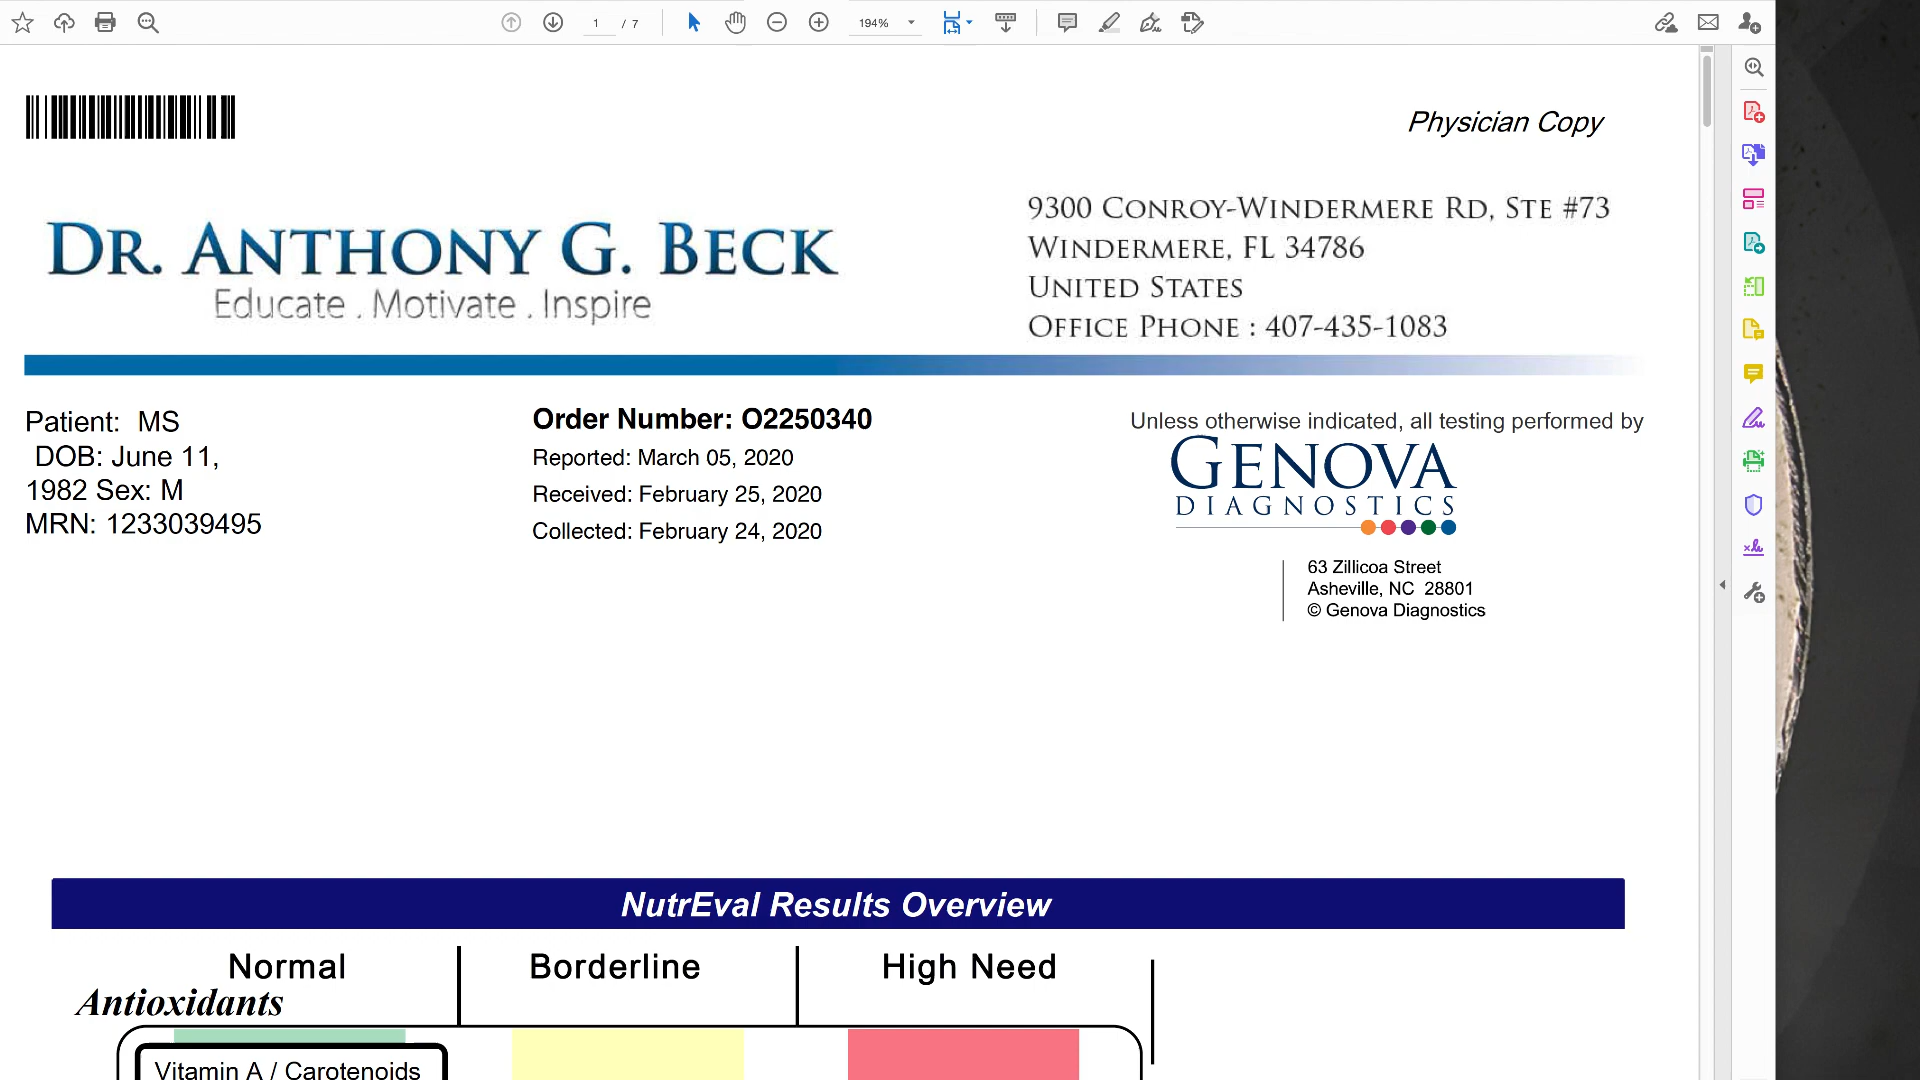 1 / 7
194%
Physician Copy
DR. ANTHONY G. BECK
Educate . Motivate . Inspire
9300 CONROY-WINDERMERE RD, STE #73
WINDERMERE, FL 34786
UNITED STATES
OFFICE PHONE : 407-435-1083
Patient: MS
DOB: June 11,
1982 Sex: M
MRN: 1233039495
Order Number: O2250340
Reported: March 05, 2020
Received: February 25, 2020
Collected: February 24, 2020
Unless otherwise indicated, all testing performed by
GENOVA
DIAGNOSTICS
63 Zillicoa Street
Asheville, NC 28801
© Genova Diagnostics
NutrEval Results Overview
Normal Borderline High Need
Antioxidants
Vitamin A / Carotenoids